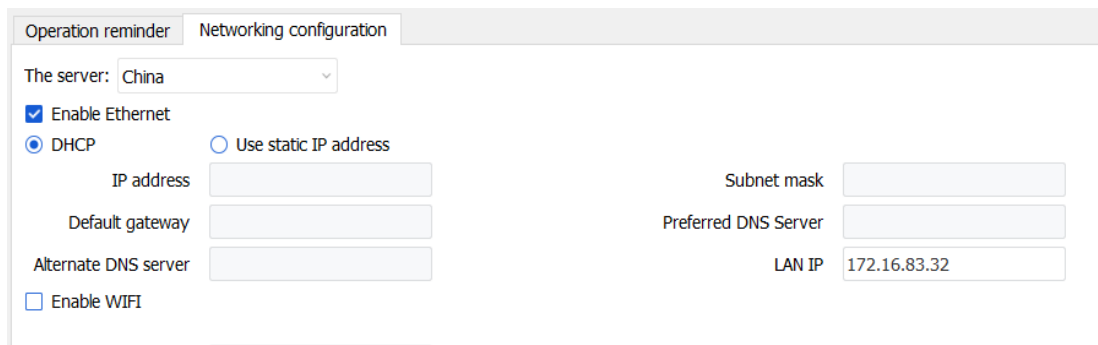 Operation reminder Networking configuration
The server: China
Enable Ethernet
DHCP Use static IP address
IP address Subnet mask
Default gateway Preferred DNS Server
Alternate DNS server LAN IP 172.16.83.32
Enable WIFI